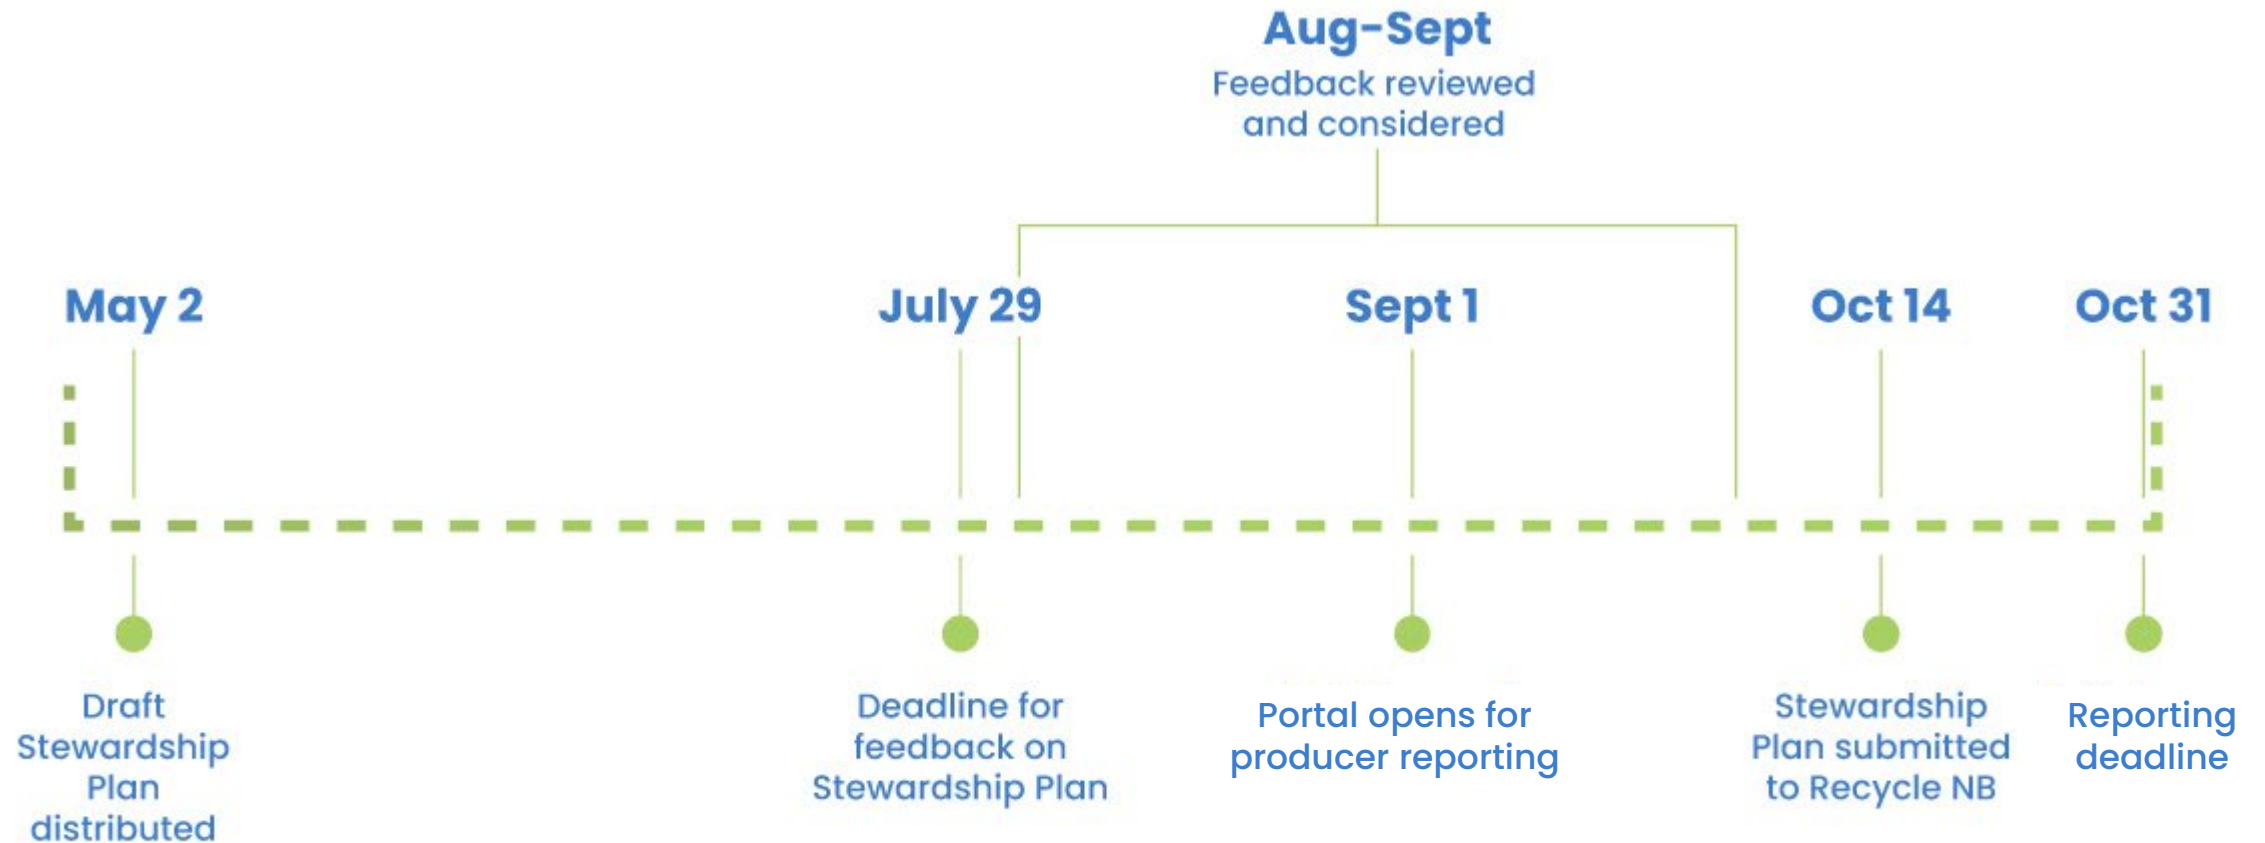 Aug-Sept
Feedback reviewed
and considered
May 2
July 29
Sept 1
Oct 14
Oct 31
Draft
Stewardship
Plan
distributed
Deadline for
feedback on
Stewardship Plan
Portal opens for
producer reporting
Stewardship
Plan submitted
to Recycle NB
Reporting
deadline